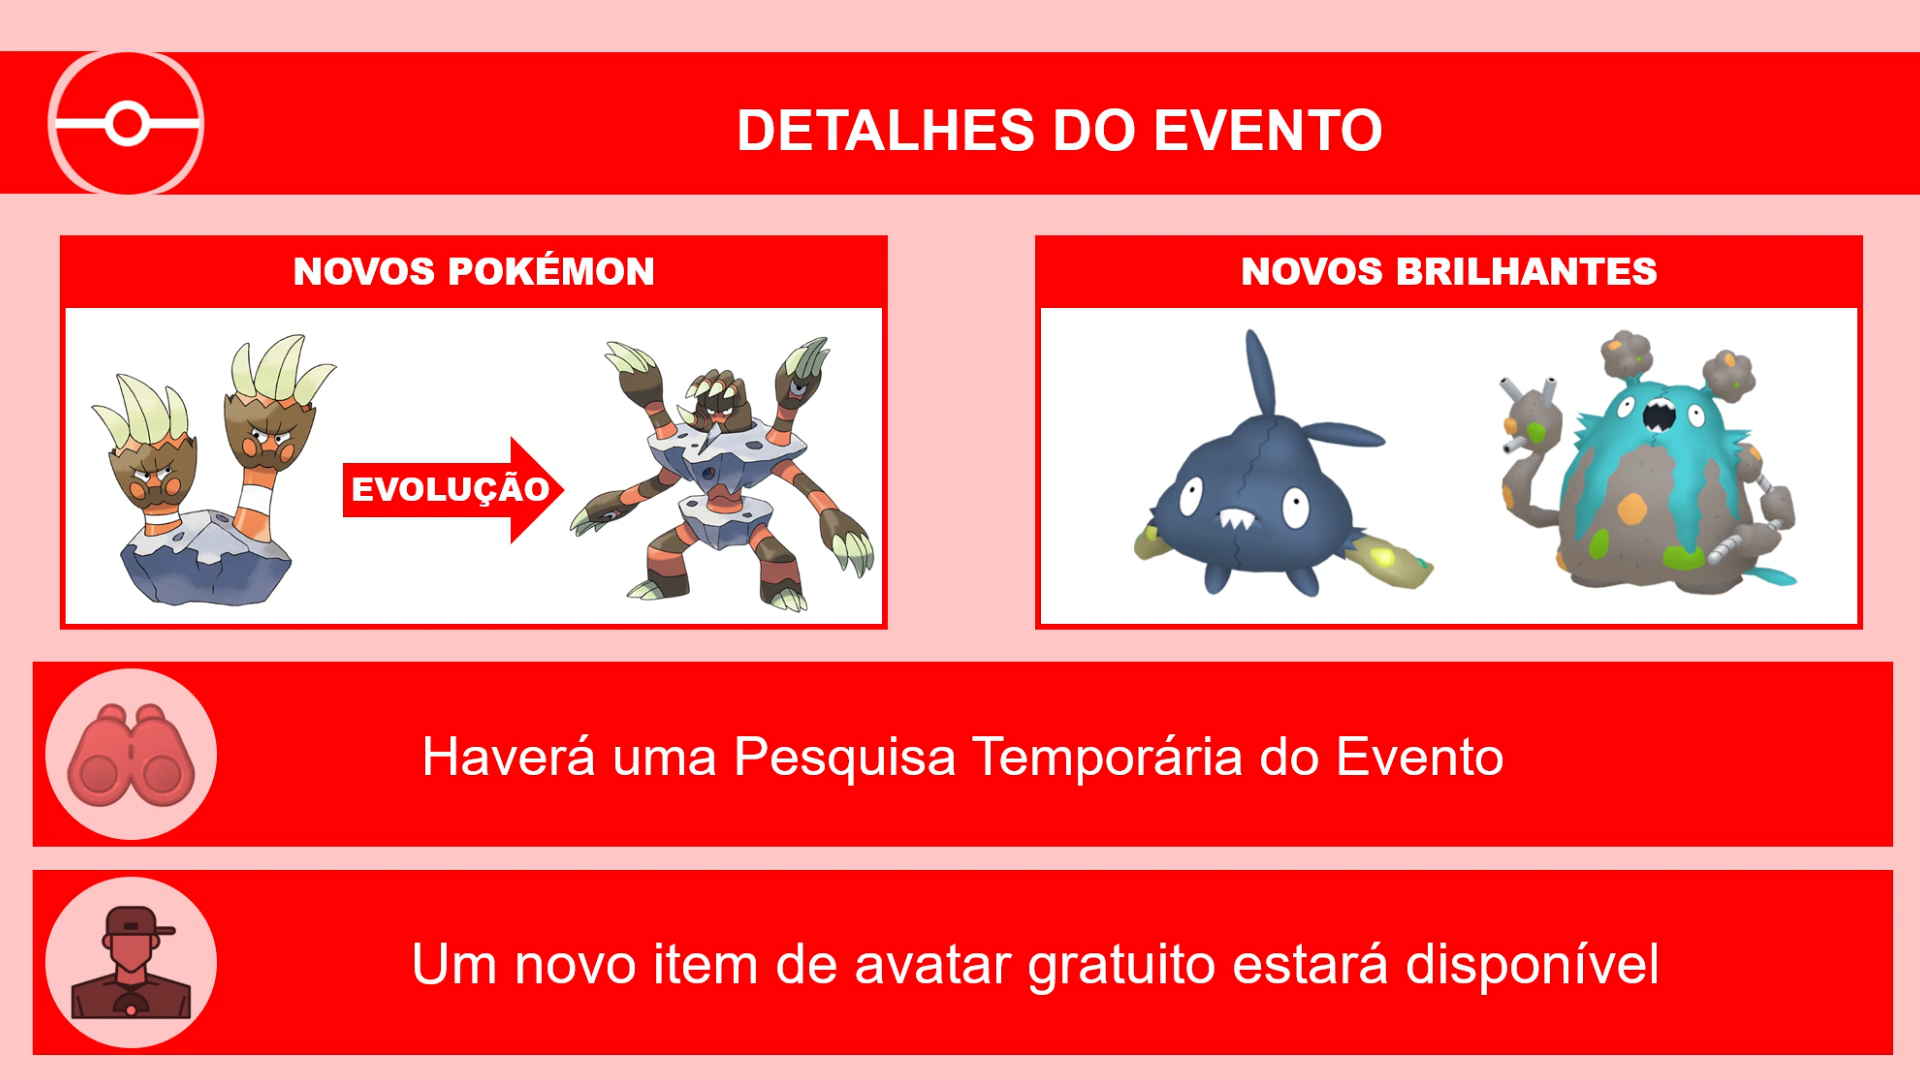 DETALHES DO EVENTO
NOVOS POKÉMON
NOVOS BRILHANTES
EVOLUÇÃO
Haverá uma Pesquisa Temporária do Evento
Um novo item de avatar gratuito estará disponível